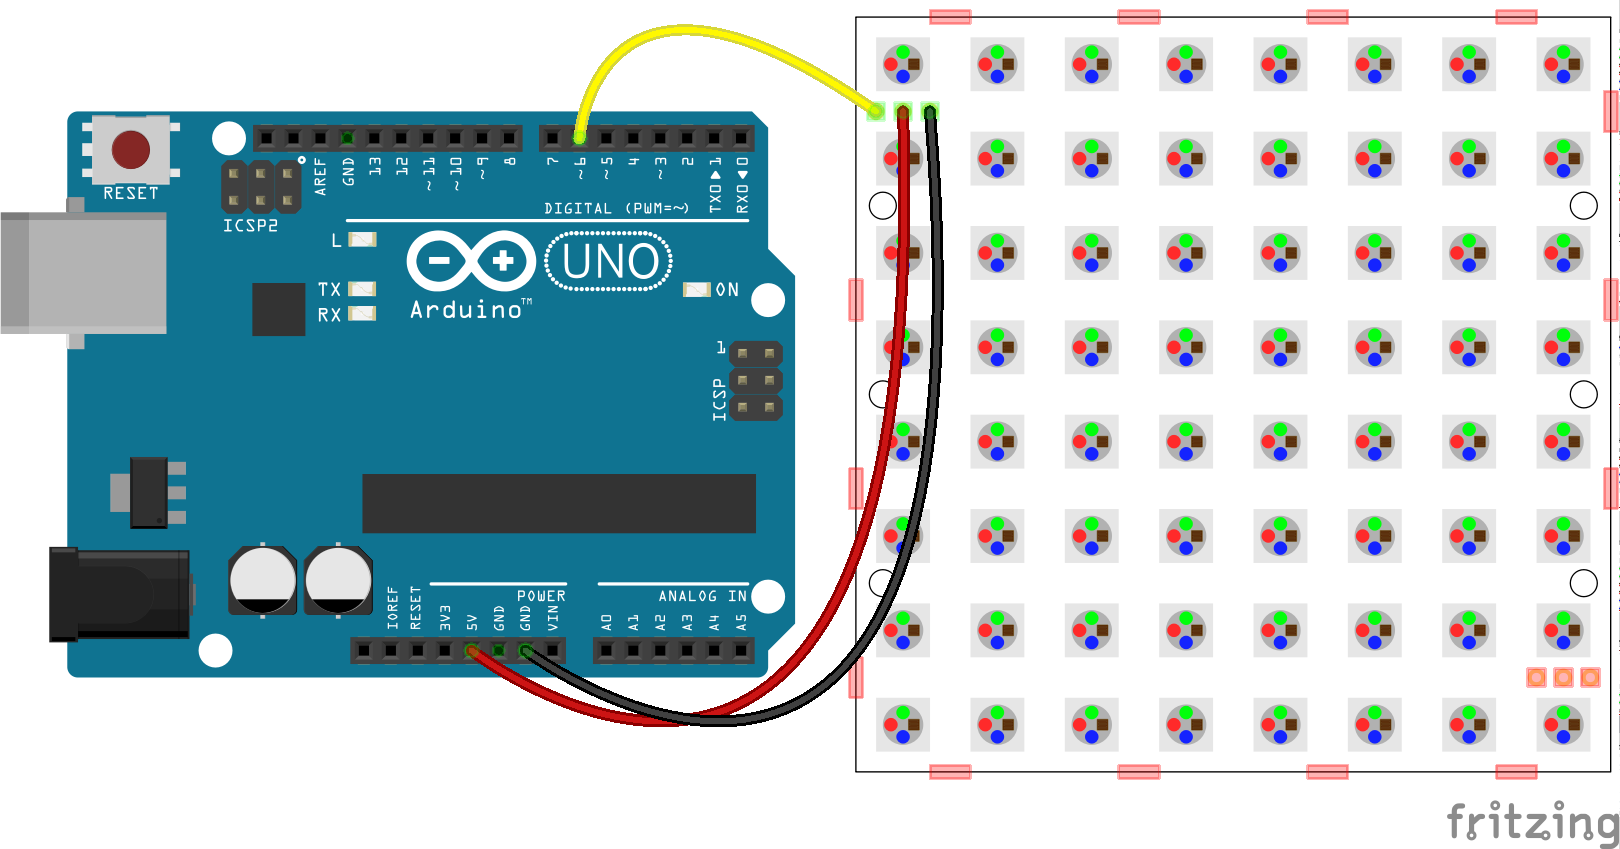 RESET
ICSP2
AREF
GND
13
12
~11
~10
~9
8
7
~6
~5
4
~3
2
TX0▶1
RX0◀0
DIGITAL (PWM=~)
L
TX
RX
Arduino™
UNO
ON
1
ICSP
IOREF
RESET
3V3
5V
GND
GND
VIN
POWER
ANALOG IN
A0
A1
A2
A3
A4
A5
fritzing